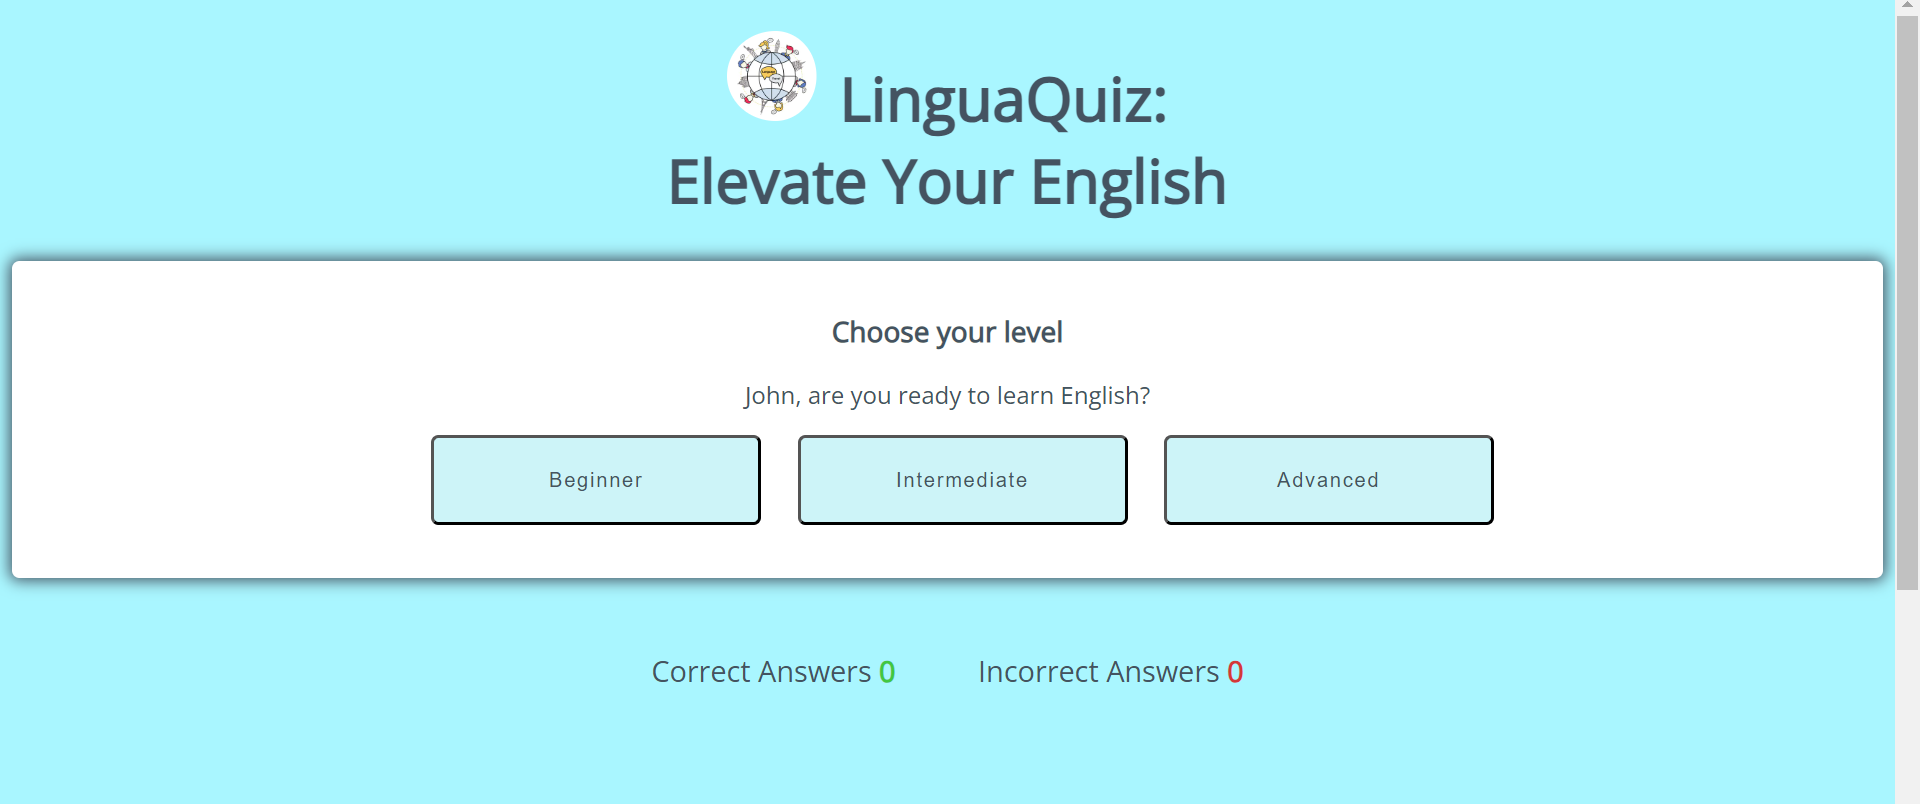 LinguaQuiz:
Elevate Your English
Choose your level
John, are you ready to learn English?
Beginner
Intermediate
Advanced
Correct Answers 0
Incorrect Answers 0